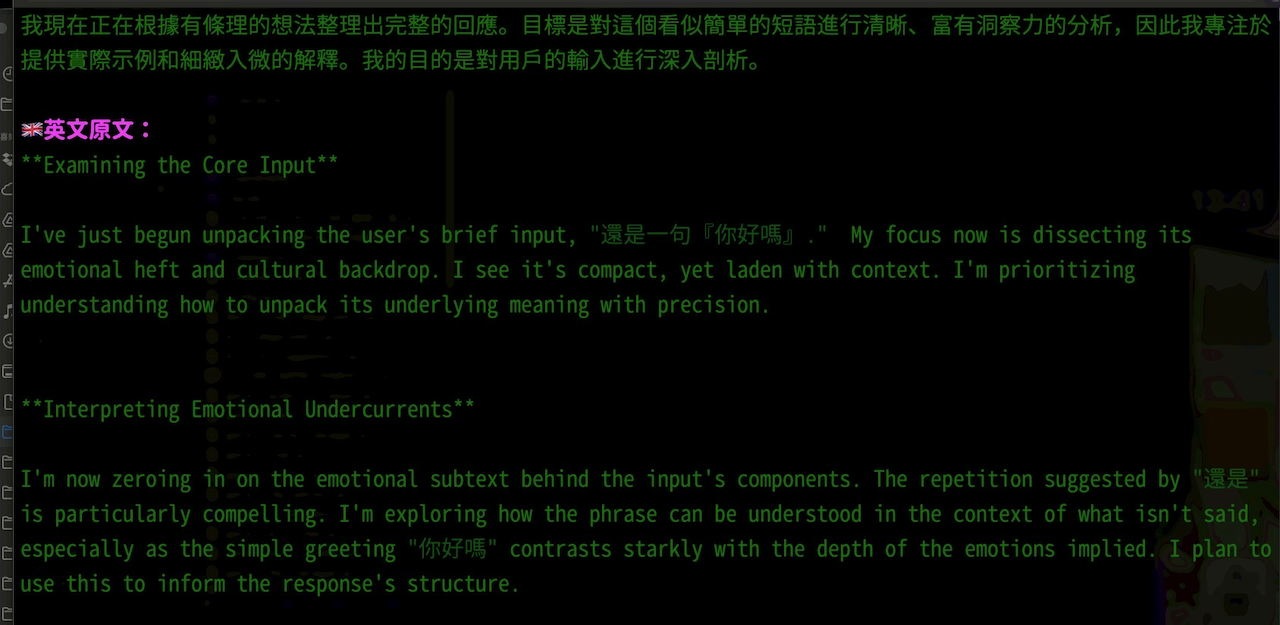 我現在正在根據有條理的想法整理出完整的回應。目標是對這個看似簡單的短語進行清晰、富有洞察力的分析，因此我專注於
提供實際示例和細緻入微的解釋。我的目的是對用戶的輸入進行深入剖析。
🇬🇧英文原文：
**Examining the Core Input**
I've just begun unpacking the user's brief input, "還是一句『你好嗎』."  My focus now is dissecting its
emotional heft and cultural backdrop. I see it's compact, yet laden with context. I'm prioritizing
understanding how to unpack its underlying meaning with precision.
**Interpreting Emotional Undercurrents**
I'm now zeroing in on the emotional subtext behind the input's components. The repetition suggested by "還是"
is particularly compelling. I'm exploring how the phrase can be understood in the context of what isn't said,
especially as the simple greeting "你好嗎" contrasts starkly with the depth of the emotions implied. I plan to
use this to inform the response's structure.
13:41